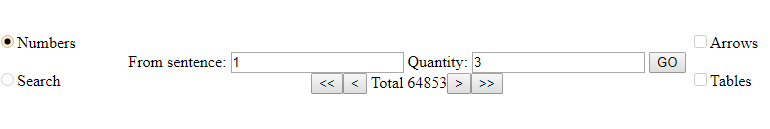 Numbers
Search
From sentence: 1 Quantity: 3 GO
<< < Total 64853 > >>
Arrows
Tables